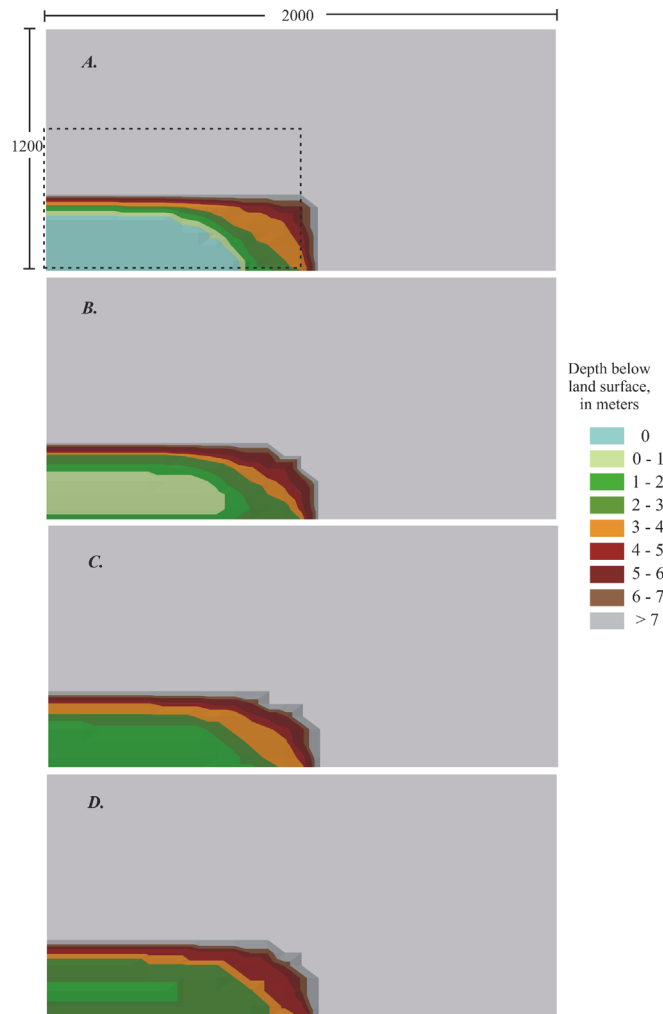 2000
A.
1200
B.
Depth below
land surface,
in meters
0
0 - 1
1 - 2
2 - 3
3 - 4
4 - 5
5 - 6
6 - 7
> 7
C.
D.